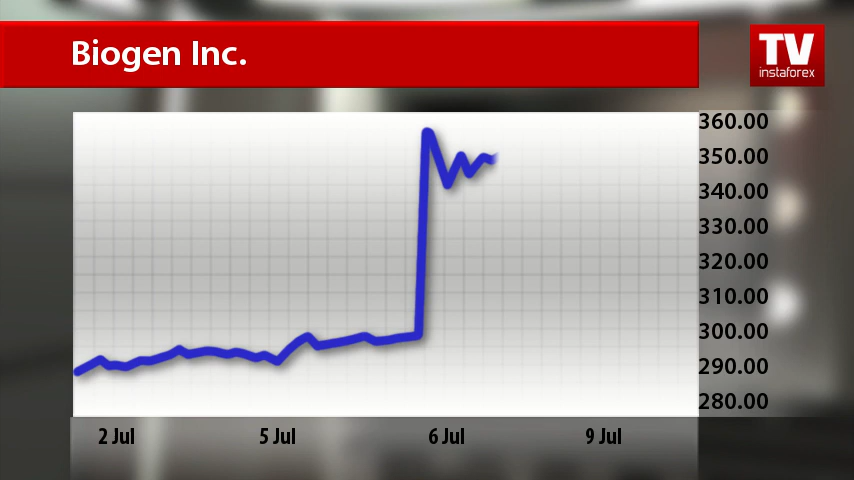 Biogen Inc.
TV
instaforex
360.00
350.00
340.00
330.00
320.00
310.00
300.00
290.00
280.00
2 Jul
5 Jul
6 Jul
9 Jul